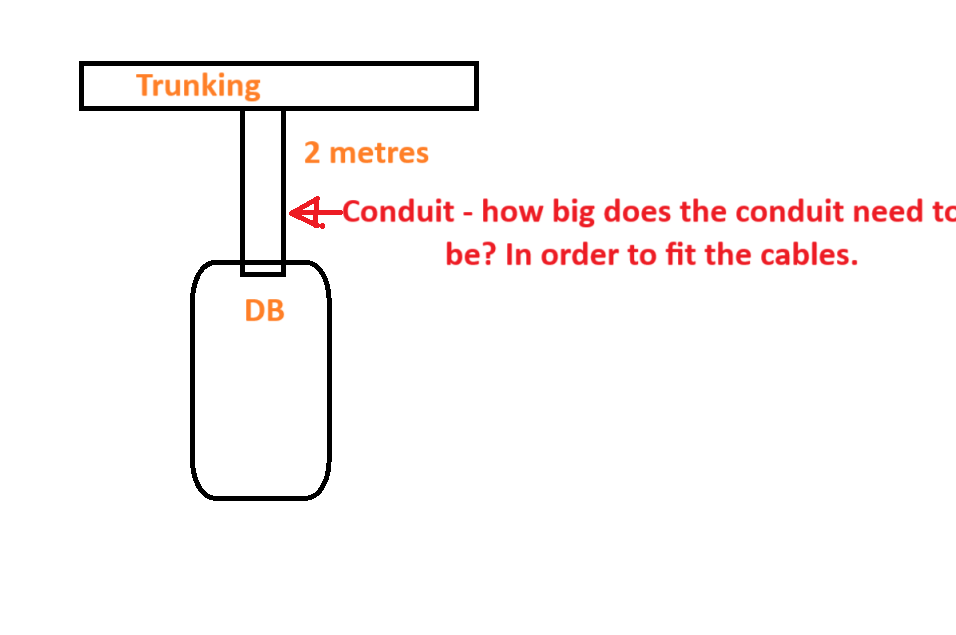 Trunking
2 metres
Conduit - how big does the conduit need to
be? In order to fit the cables.
DB